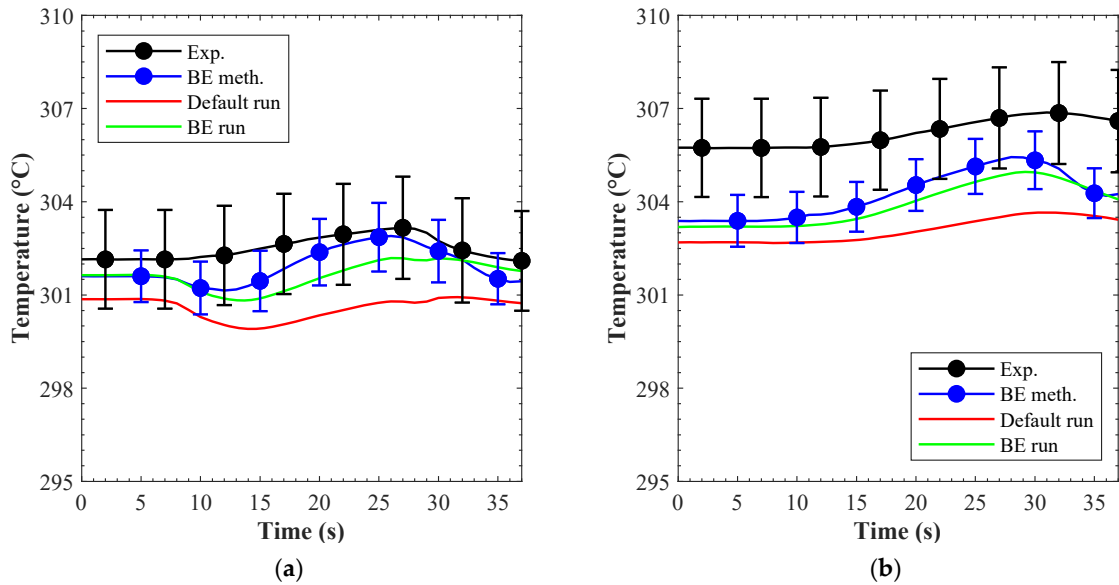 310
307
304
301
298
295
Temperature (°C)
Exp.
BE meth.
Default run
BE run
0 5 10 15 20 25 30 35
Time (s)
(a)
310
307
304
301
298
295
Temperature (°C)
Exp.
BE meth.
Default run
BE run
0 5 10 15 20 25 30 35
Time (s)
(b)